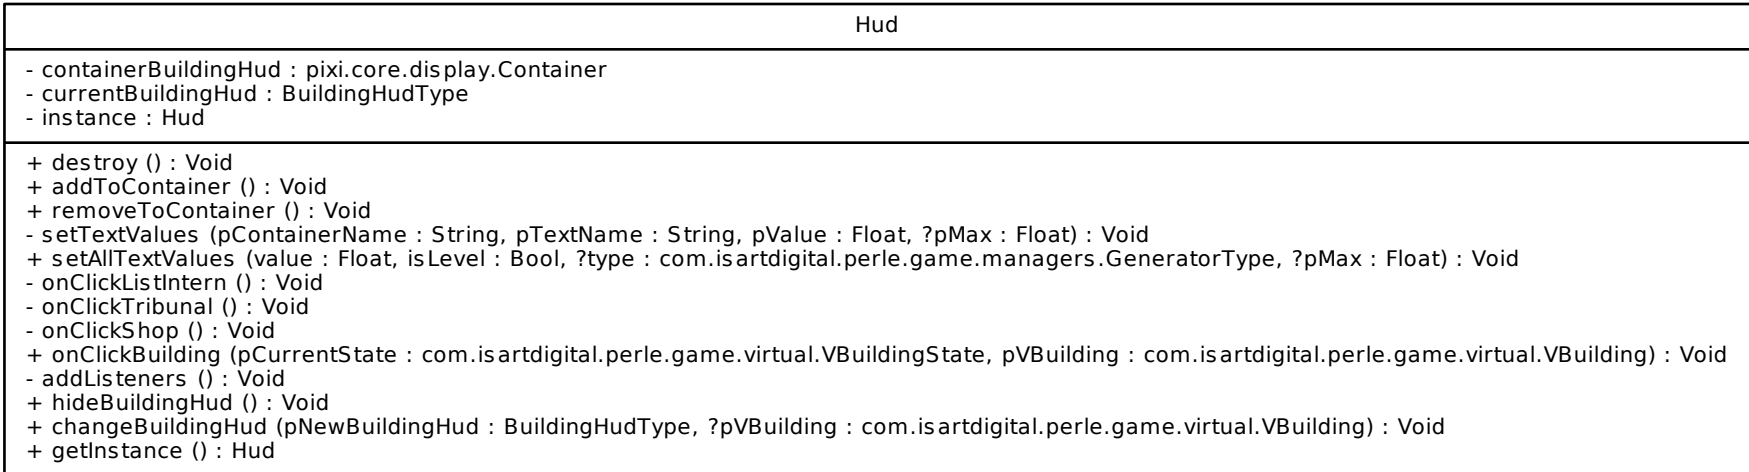 Hud
- containerBuildingHud : pixi.core.display.Container
- currentBuildingHud : BuildingHudType
- instance : Hud
+ destroy () : Void
+ addToContainer () : Void
+ removeToContainer () : Void
- setTextValues (pContainerName : String, pTextName : String, pValue : Float, ?pMax : Float) : Void
+ setAllTextValues (value : Float, isLevel : Bool, ?type : com.isartdigital.perle.game.managers.GeneratorType, ?pMax : Float) : Void
- onClickListIntern () : Void
- onClickTribunal () : Void
- onClickShop () : Void
+ onClickBuilding (pCurrentState : com.isartdigital.perle.game.virtual.VBuildingState, pVBuilding : com.isartdigital.perle.game.virtual.VBuilding) : Void
- addListeners () : Void
+ hideBuildingHud () : Void
+ changeBuildingHud (pNewBuildingHud : BuildingHudType, ?pVBuilding : com.isartdigital.perle.game.virtual.VBuilding) : Void
+ getInstance () : Hud